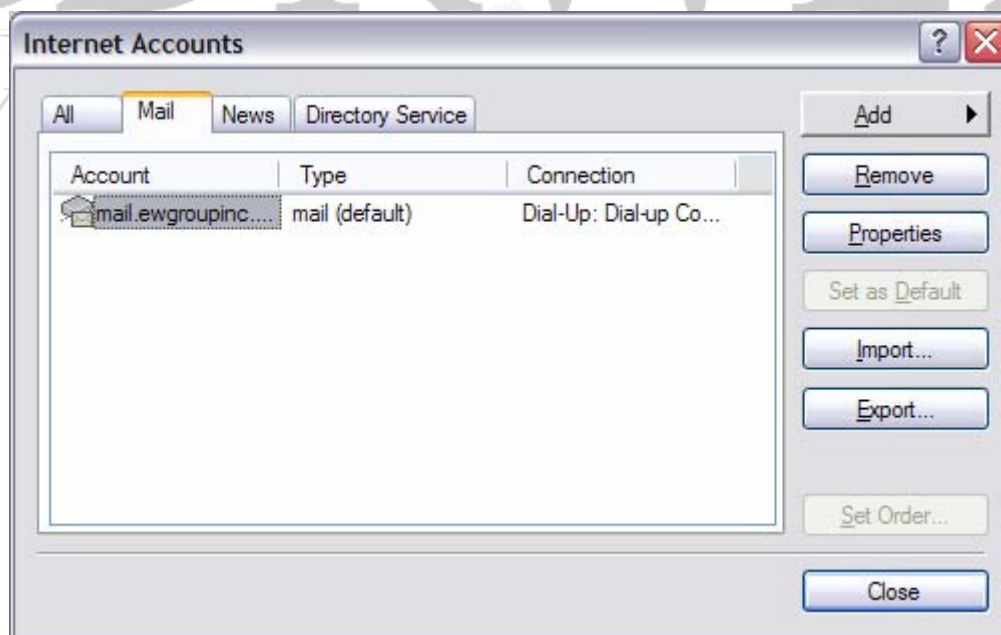 Internet Accounts
All Mail News Directory Service
Account Type Connection
mail.ewgroupinc.... mail (default) Dial-Up: Dial-up Co...
Add
Remove
Properties
Set as Default
Import...
Export...
Set Order...
Close